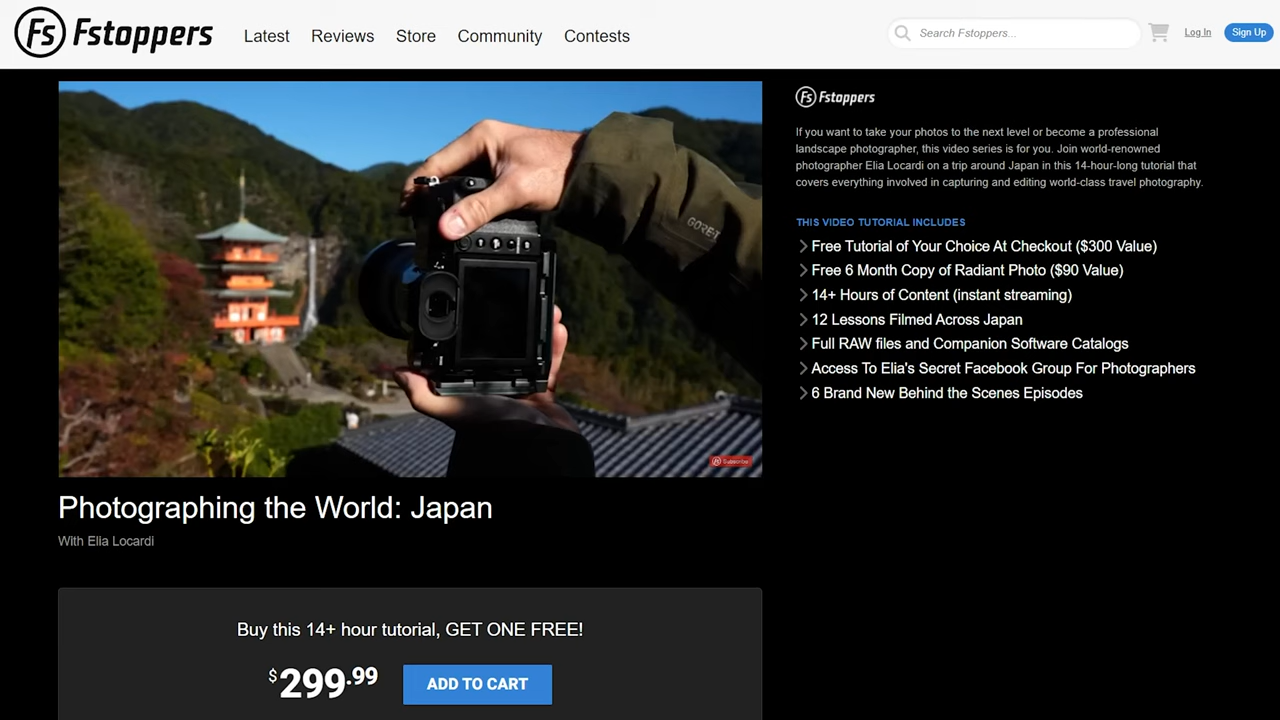 Fs Fstoppers
Latest
Reviews
Store
Community
Contests
Search Fstoppers...
Log In
Sign Up
GORE
Fs Subscribe
Photographing the World: Japan
With Elia Locardi
Buy this 14+ hour tutorial, GET ONE FREE!
$299.99
ADD TO CART
Fs Fstoppers
If you want to take your photos to the next level or become a professional
landscape photographer, this video series is for you. Join world-renowned
photographer Elia Locardi on a trip around Japan in this 14-hour-long tutorial that
covers everything involved in capturing and editing world-class travel photography.
THIS VIDEO TUTORIAL INCLUDES
Free Tutorial of Your Choice At Checkout ($300 Value)
Free 6 Month Copy of Radiant Photo ($90 Value)
14+ Hours of Content (instant streaming)
12 Lessons Filmed Across Japan
Full RAW files and Companion Software Catalogs
Access To Elia's Secret Facebook Group For Photographers
6 Brand New Behind the Scenes Episodes